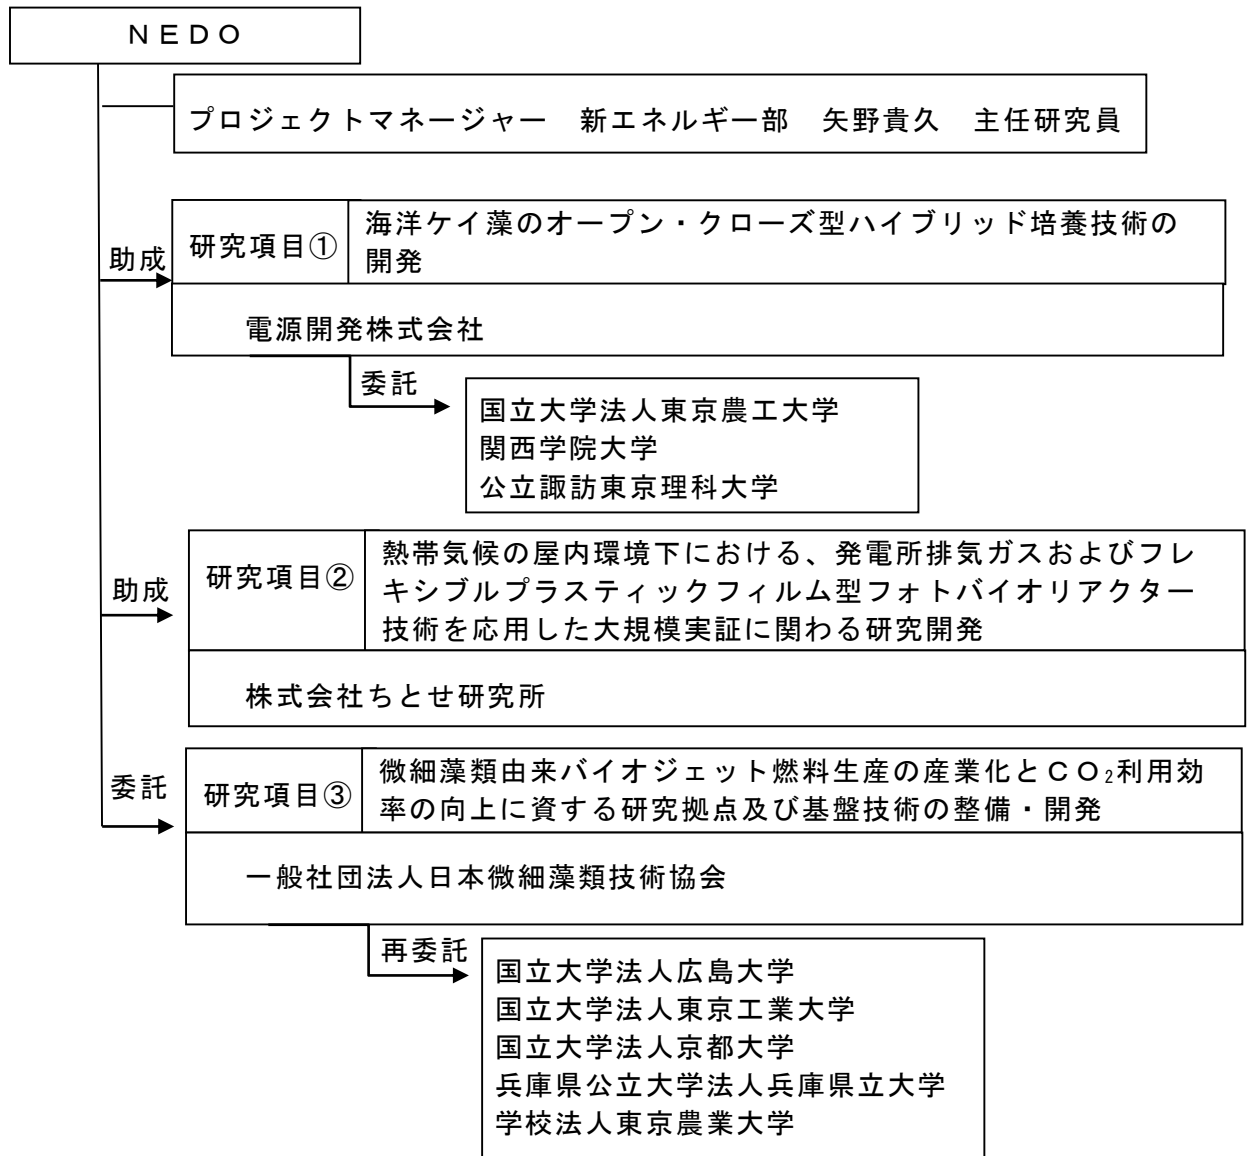 ＮＥＤＯ
プロジェクトマネージャー　新エネルギー部　矢野貴久　主任研究員
助成
研究項目①
海洋ケイ藻のオープン・クローズ型ハイブリッド培養技術の
開発
電源開発株式会社
委託
国立大学法人東京農工大学
関西学院大学
公立諏訪東京理科大学
助成
研究項目②
熱帯気候の屋内環境下における、発電所排気ガスおよびフレ
キシブルプラスティックフィルム型フォトバイオリアクター
技術を応用した大規模実証に関わる研究開発
株式会社ちとせ研究所
委託
研究項目③
微細藻類由来バイオジェット燃料生産の産業化とＣＯ₂利用効
率の向上に資する研究拠点及び基盤技術の整備・開発
一般社団法人日本微細藻類技術協会
再委託
国立大学法人広島大学
国立大学法人東京工業大学
国立大学法人京都大学
兵庫県公立大学法人兵庫県立大学
学校法人東京農業大学